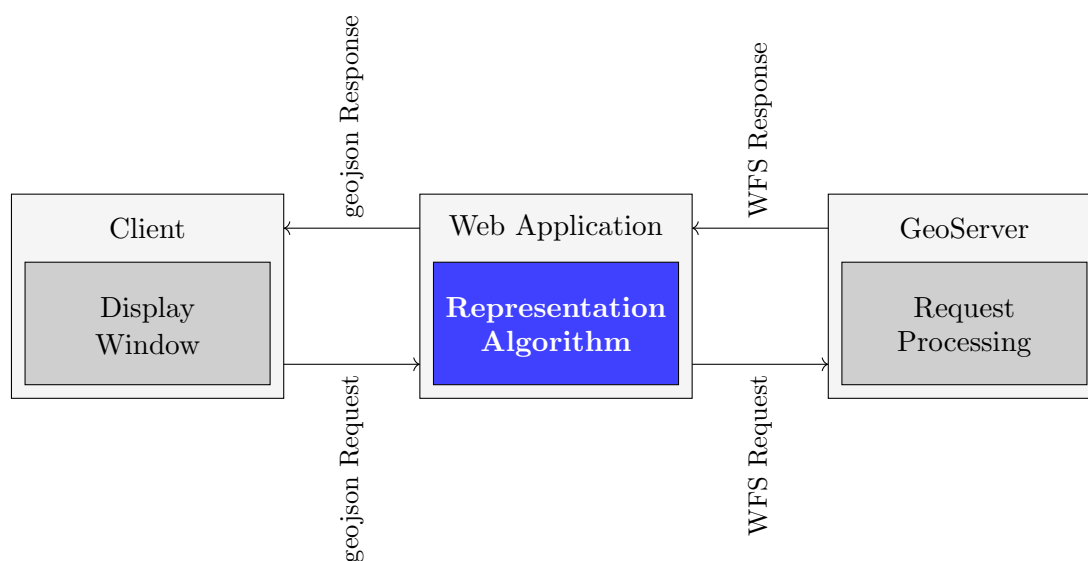 geojson Response
WFS Response
Client
Web Application
GeoServer
Display
Window
Representation
Algorithm
Request
Processing
geojson Request
WFS Request